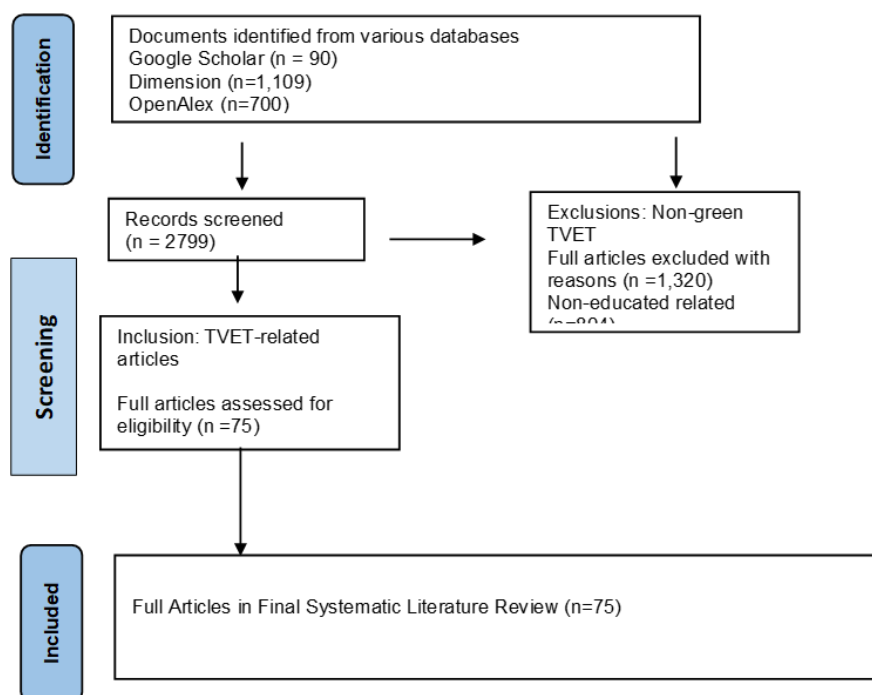 Identification
Documents identified from various databases
Google Scholar (n = 90)
Dimension (n=1,109)
OpenAlex (n=700)
Records screened
(n = 2799)
Exclusions: Non-green
TVET
Full articles excluded with
reasons (n =1,320)
Non-educated related
Screening
Inclusion: TVET-related
articles
Full articles assessed for
eligibility (n =75)
Included
Full Articles in Final Systematic Literature Review (n=75)